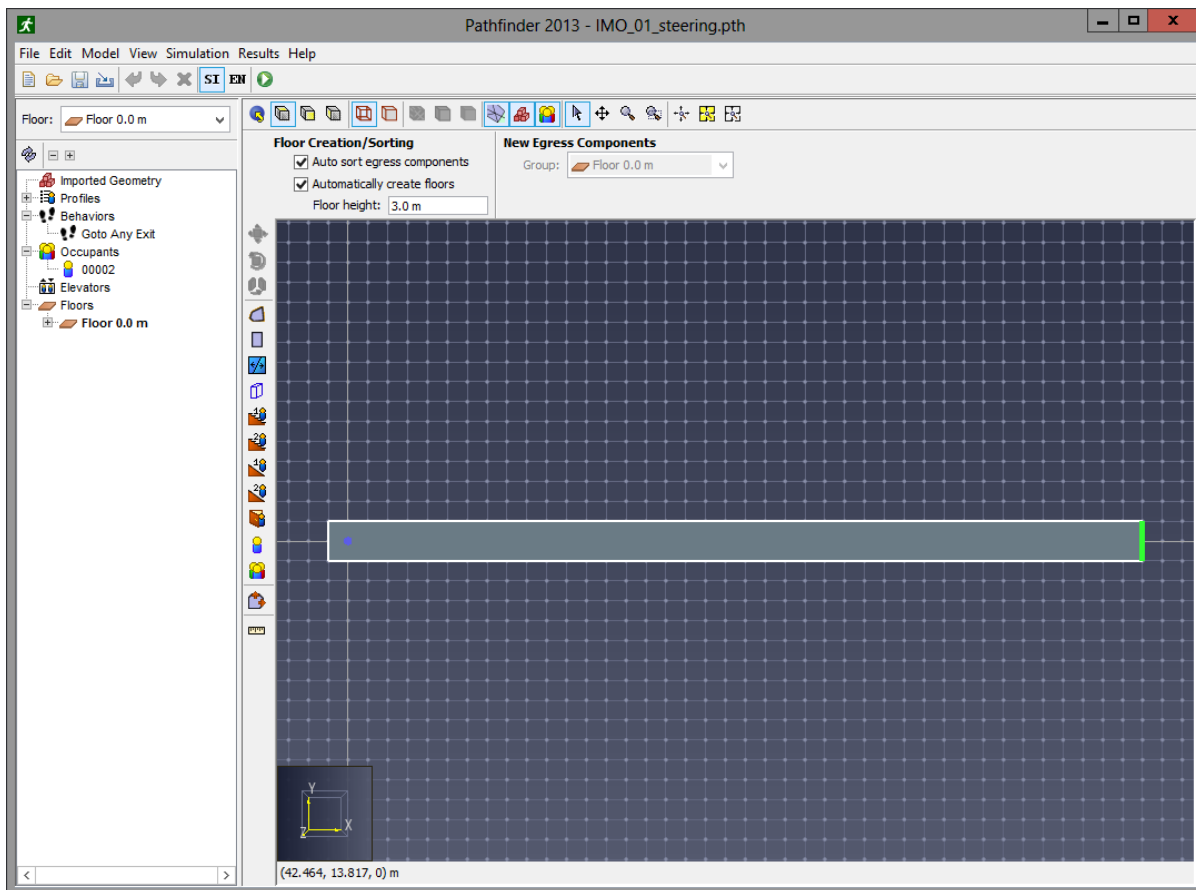 Pathfinder 2013 - IMO_01_steering.pth
File Edit Model View Simulation Results Help
SI EN
Floor: Floor 0.0 m
Floor Creation/Sorting
Auto sort egress components
Automatically create floors
Floor height: 3.0 m
New Egress Components
Group: Floor 0.0 m
Imported Geometry
Profiles
Behaviors
Goto Any Exit
Occupants
00002
Elevators
Floors
Floor 0.0 m
Y
Z X
(42.464, 13.817, 0) m